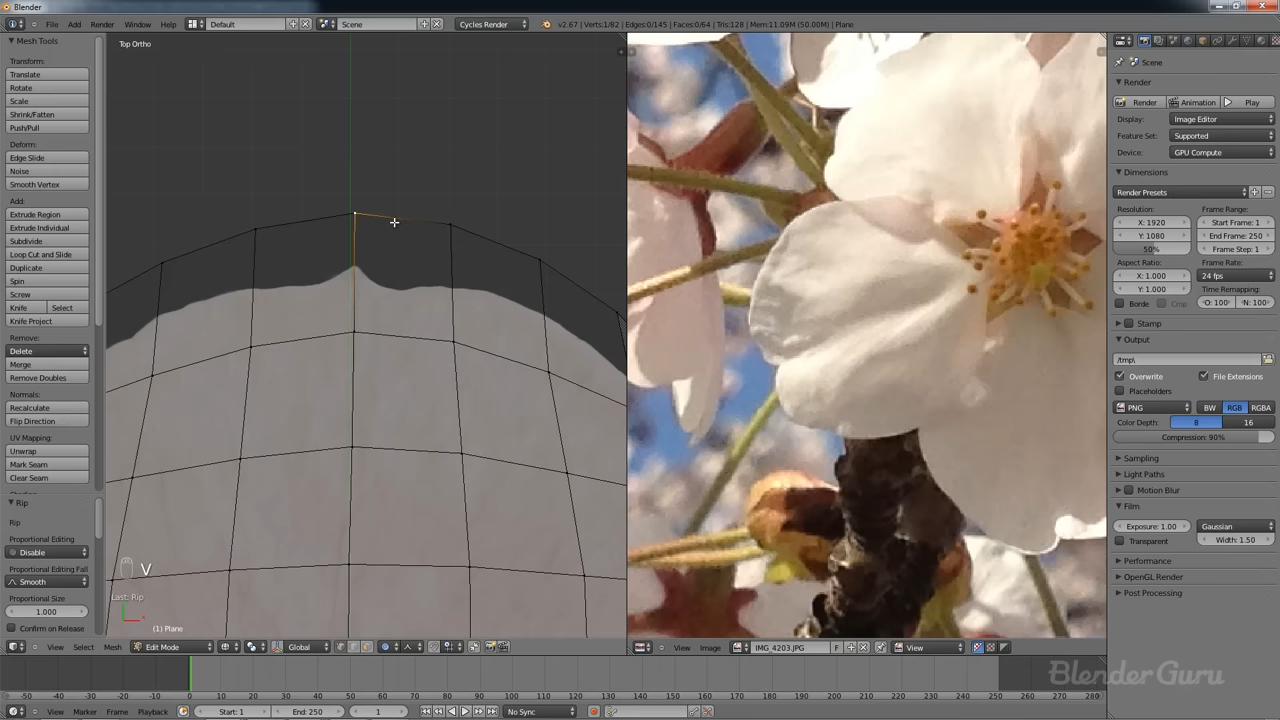 Blender
File Add Render Window Help Default Scene Cycles Render v2.67 | Verts:1/82 | Edges:0/145 | Faces:0/64 | Tris:128 | Mem:11.09M (50.00M) | Plane
Mesh Tools
Transform:
Translate
Rotate
Scale
Shrink/Fatten
Push/Pull
Deform:
Edge Slide
Noise
Smooth Vertex
Add:
Extrude Region
Extrude Individual
Subdivide
Loop Cut and Slide
Duplicate
Spin
Screw
Knife Select
Knife Project
Remove:
Delete
Merge
Remove Doubles
Normals:
Recalculate
Flip Direction
UV Mapping:
Unwrap
Mark Seam
Clear Seam
Rip
Rip
Proportional Editing
Disable
Proportional Editing Fall
Smooth
Proportional Size
1.000
Confirm on Release
Top Ortho
V
Last: Rip
(1) Plane
View Select Mesh Edit Mode Global
View Image IMG_4203.JPG F View
Scene
Render
Render Animation Play
Display: Image Editor
Feature Set: Supported
Device: GPU Compute
Dimensions
Render Presets
Resolution: Frame Range:
X: 1920 Start Frame: 1
Y: 1080 End Frame: 250
50% Frame Step: 1
Aspect Ratio: Frame Rate:
X: 1.000 24 fps
Y: 1.000 Time Remapping:
Borde Crop O: 100 N: 100
Stamp
Output
/tmp\
Overwrite File Extensions
Placeholders
PNG BW RGB RGBA
Color Depth: 8 16
Compression: 90%
Sampling
Light Paths
Motion Blur
Film
Exposure: 1.00 Gaussian
Transparent Width: 1.50
Performance
OpenGL Render
Post Processing
BlenderGuru
-50 -40 -30 -20 -10 0 10 20 30 40 50 60 70 80 90 100 110 120 130 140 150 160 170 180 190 200 210 220 230 240 250 260 270 280
View Marker Frame Playback Start: 1 End: 250 1 No Sync